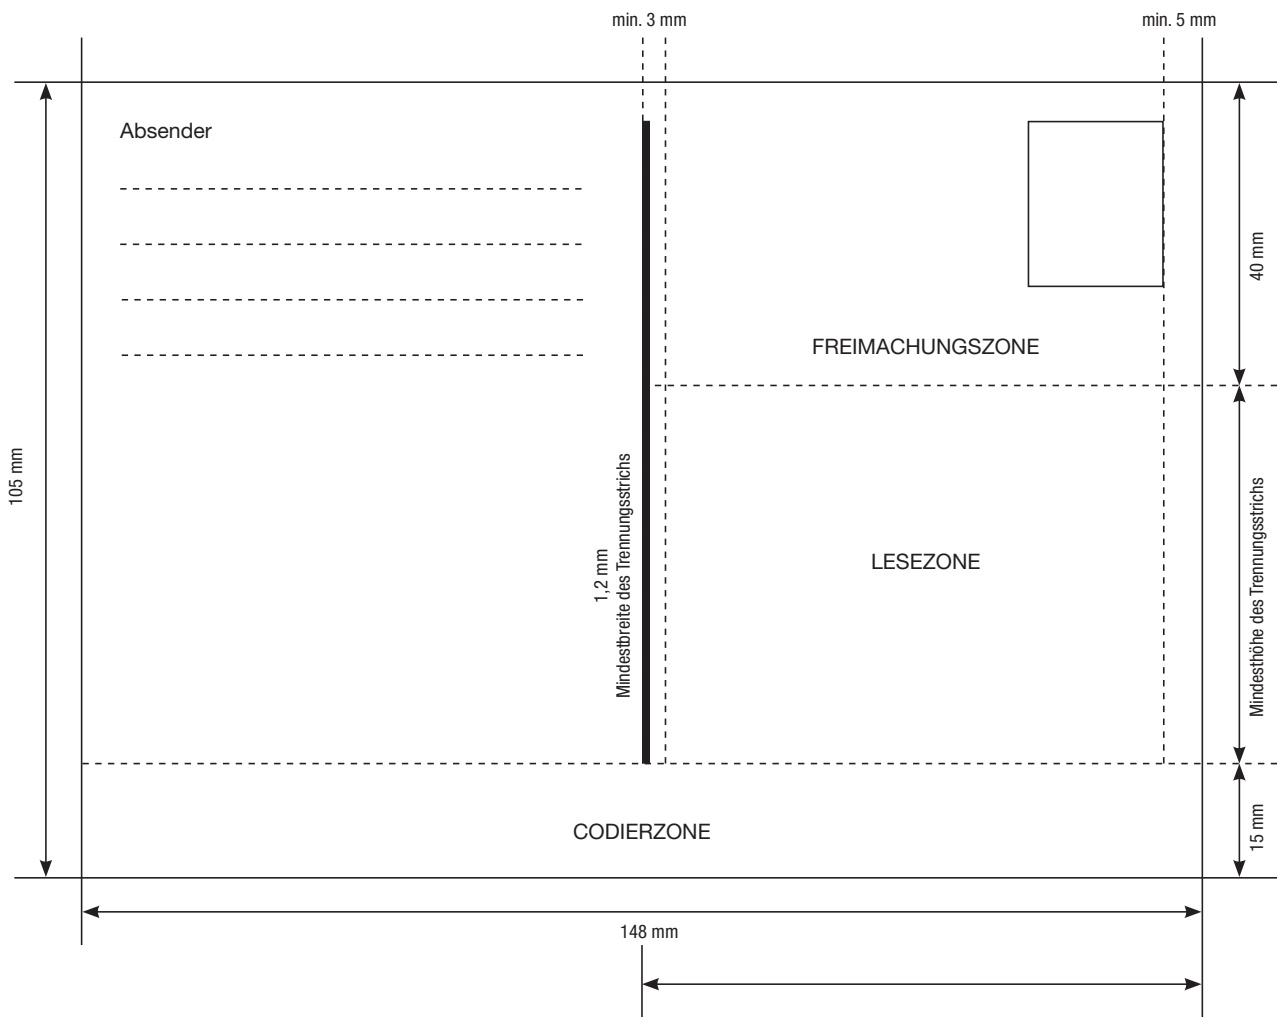 min. 3 mm
min. 5 mm
Absender
40 mm
FREIMACHUNGSZONE
105 mm
1,2 mm
Mindestbreite des Trennungsstrichs
LESEZONE
Mindesthöhe des Trennungsstrichs
CODIERZONE
15 mm
148 mm